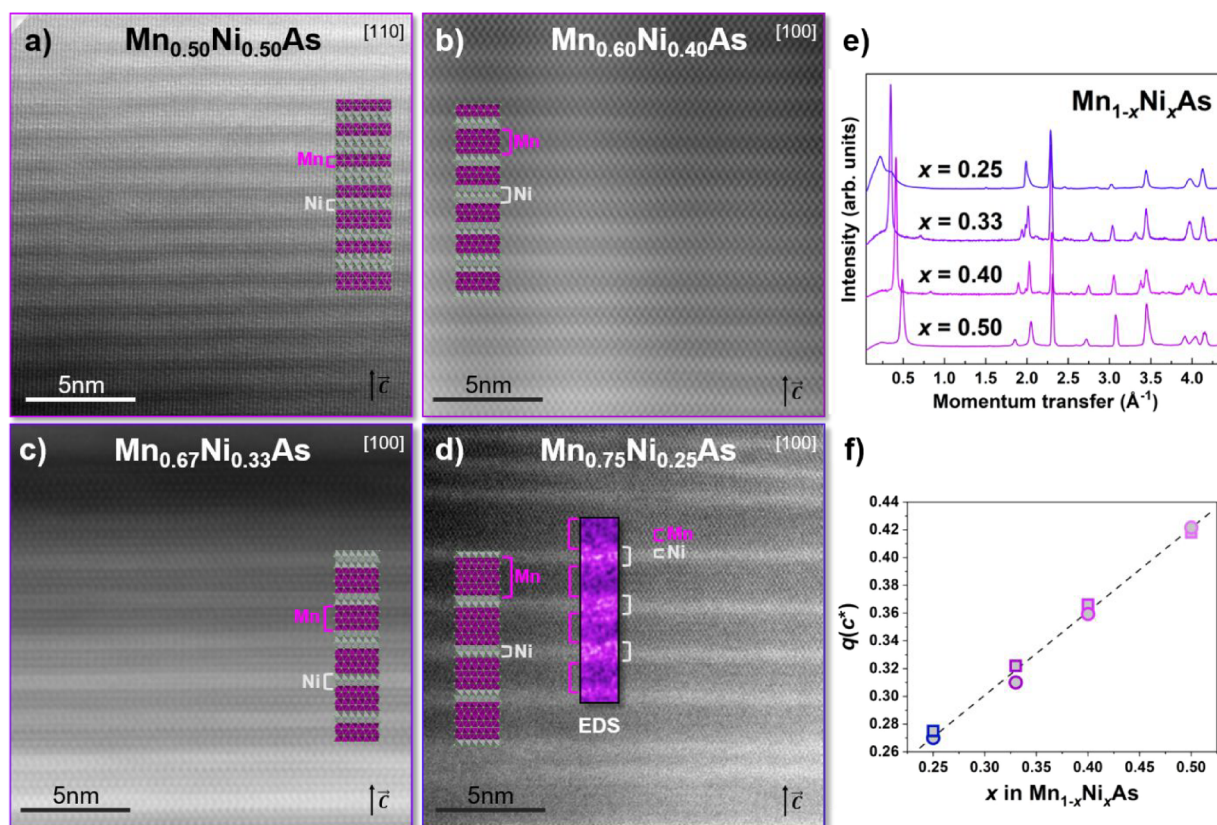 a)
Mn0.50Ni0.50As
[110]
Mn
Ni
5nm
c
b)
Mn0.60Ni0.40As
[100]
Mn
Ni
5nm
c
c)
Mn0.67Ni0.33As
[100]
Mn
Ni
5nm
c
d)
Mn0.75Ni0.25As
[100]
Mn
Ni
Mn
Ni
EDS
5nm
c
e)
Mn1-xNixAs
x = 0.25
x = 0.33
x = 0.40
x = 0.50
Intensity (arb. units)
0.5 1.0 1.5 2.0 2.5 3.0 3.5 4.0
Momentum transfer (Å-1)
f)
q(c*)
0.44
0.42
0.40
0.38
0.36
0.34
0.32
0.30
0.28
0.26
0.25 0.30 0.35 0.40 0.45 0.50
x in Mn1-xNixAs